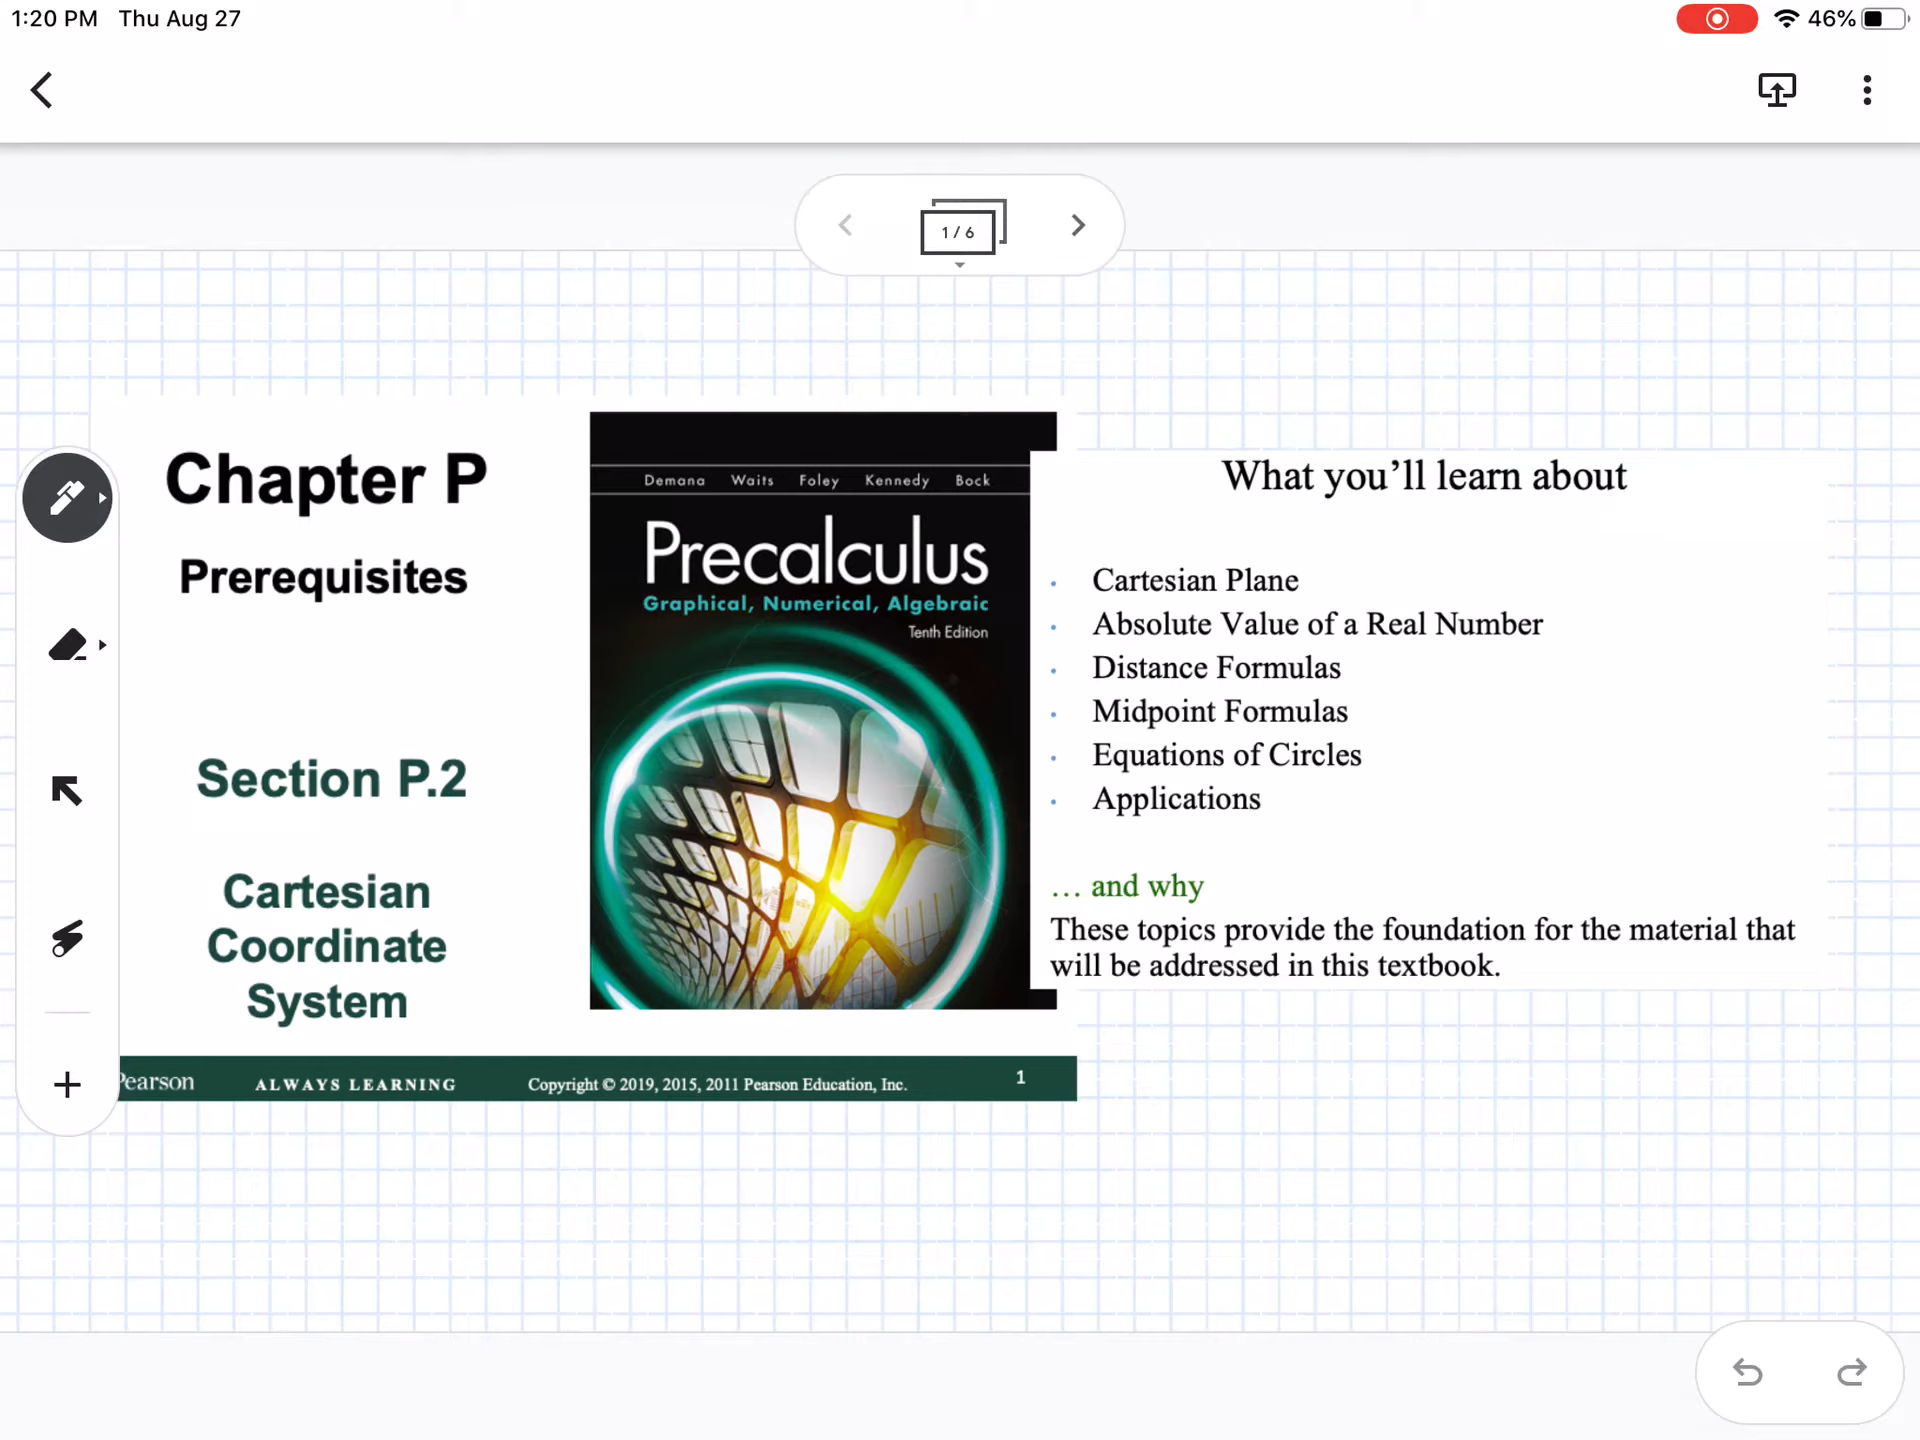 1:20 PM Thu Aug 27
46%
1 / 6
Chapter P
Prerequisites
Section P.2
Cartesian
Coordinate
System
Demana Waits Foley Kennedy Bock
Precalculus
Graphical, Numerical, Algebraic
Tenth Edition
What you’ll learn about
• Cartesian Plane
• Absolute Value of a Real Number
• Distance Formulas
• Midpoint Formulas
• Equations of Circles
• Applications
… and why
These topics provide the foundation for the material that
will be addressed in this textbook.
Pearson ALWAYS LEARNING Copyright © 2019, 2015, 2011 Pearson Education, Inc. 1